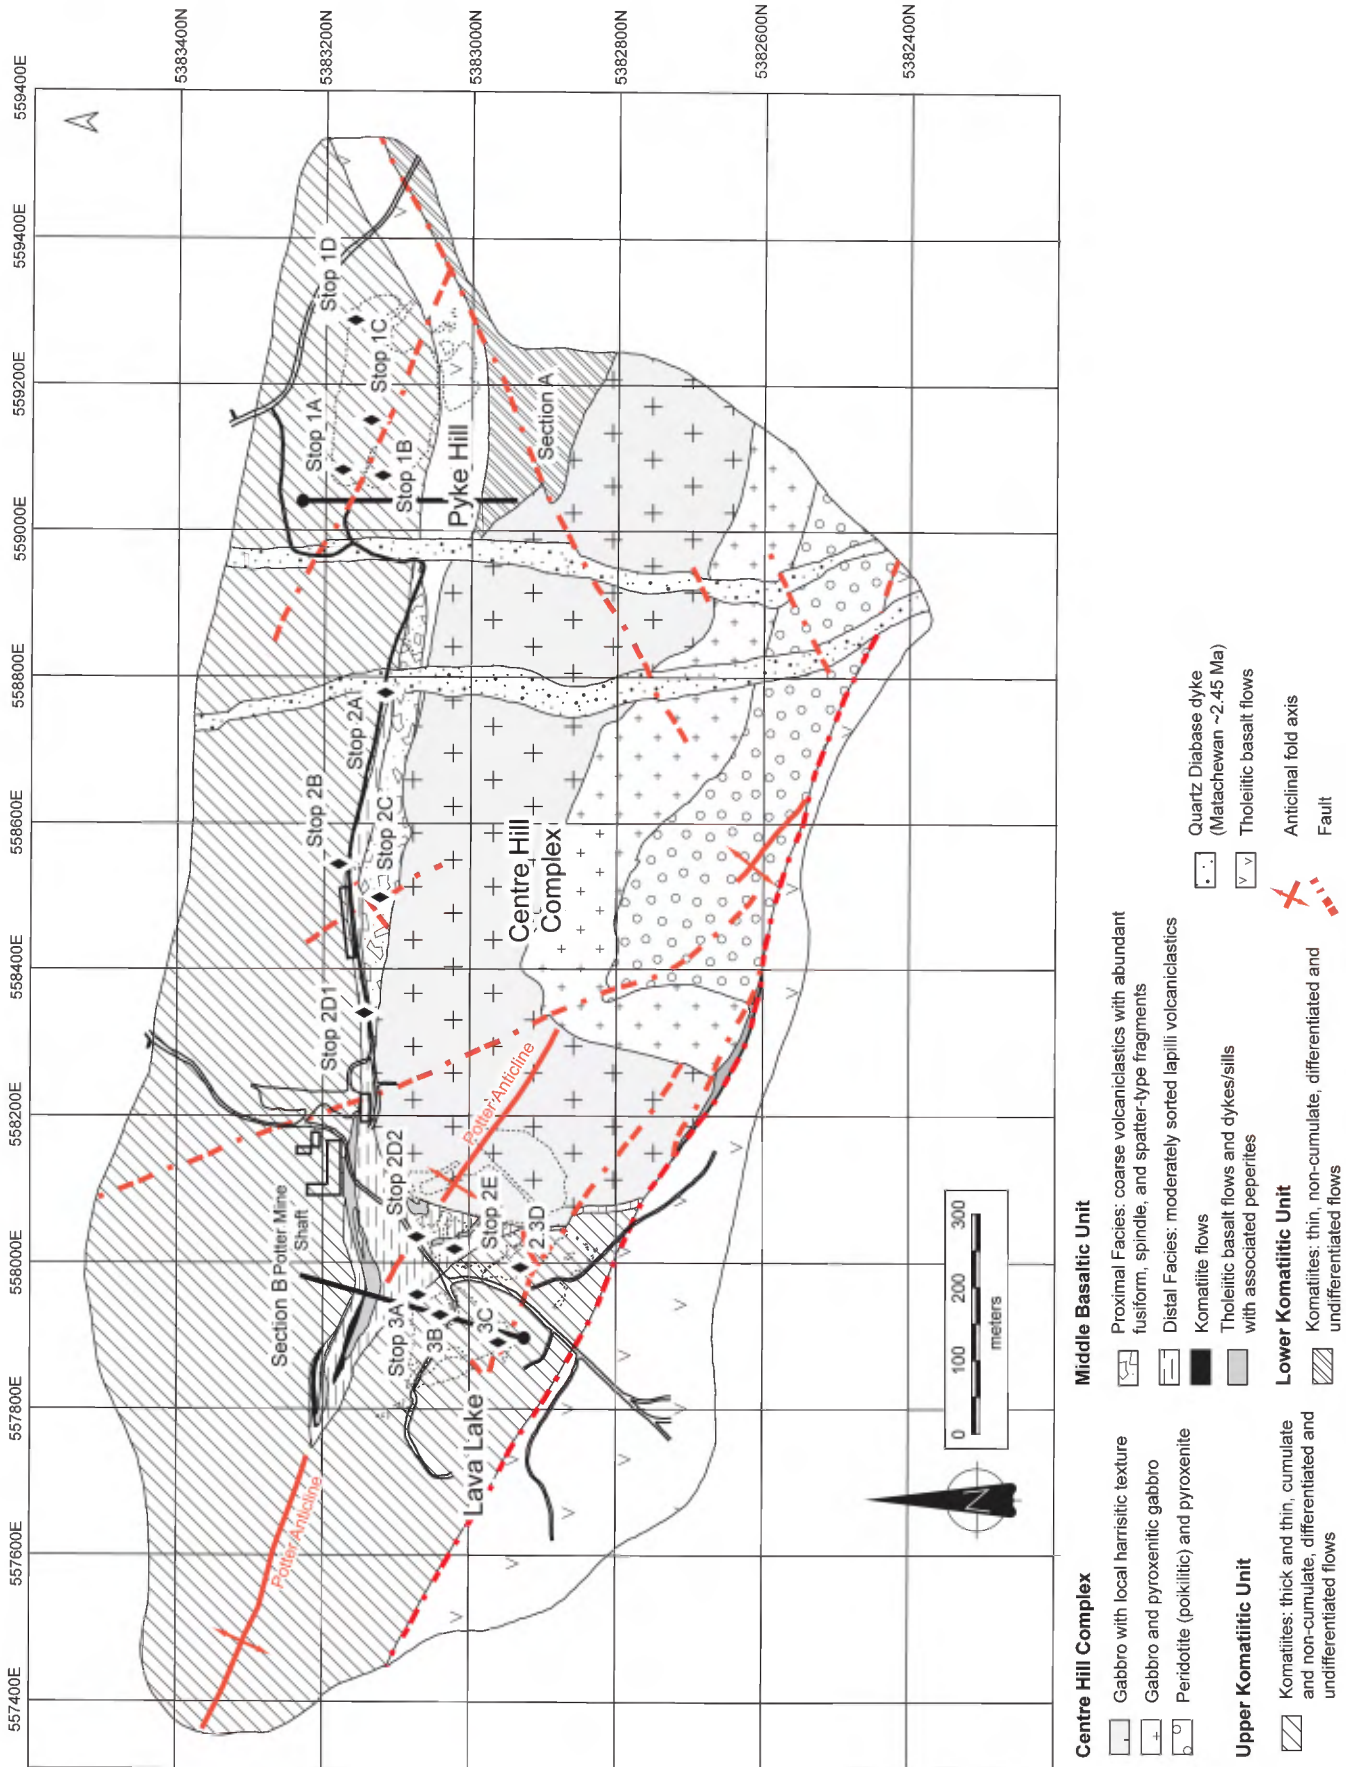 557400E
557600E
557800E
558000E
558200E
558400E
558600E
558800E
559000E
559200E
559400E
559400E
5383400N
5383200N
5383000N
5382800N
5382600N
5382400N
Stop 1D
Stop 1C
Stop 1A
Stop 1B
Pyke Hill
Section A
Stop 2A
Stop 2B
Stop 2C
Centre Hill
Complex
Stop 2D1
Potter Anticline
Stop 2D2
Stop 2E
2.3D
Section B
Potter Mine
Shaft
Stop 3A
3B
3C
Lava Lake
Potter Anticline
N
0
100
200
300
meters
Centre Hill Complex
Gabbro with local harrisitic texture
Gabbro and pyroxenitic gabbro
Peridotite (poikilitic) and pyroxenite
Upper Komatiitic Unit
Komatiites: thick and thin, cumulate
and non-cumulate, differentiated and
undifferentiated flows
Middle Basaltic Unit
Proximal Facies: coarse volcaniclastics with abundant
fusiform, spindle, and spatter-type fragments
Distal Facies: moderately sorted lapilli volcaniclastics
Komatiite flows
Tholeiitic basalt flows and dykes/sills
with associated peperites
Lower Komatiitic Unit
Komatiites: thin, non-cumulate, differentiated and
undifferentiated flows
Quartz Diabase dyke
(Matachewan ~2.45 Ma)
Tholeiitic basalt flows
Anticlinal fold axis
Fault